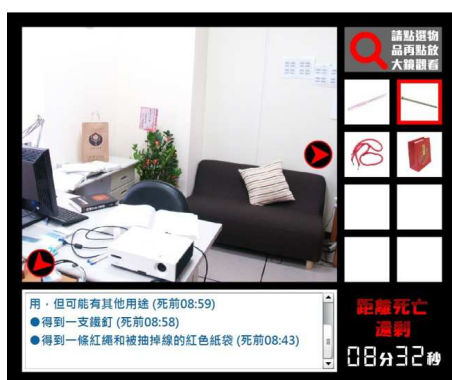 請點選物
品再點放
大鏡觀看
用，但可能有其他用途 (死前08:59)
●得到一支鐵釘 (死前08:58)
●得到一條紅繩和被抽掉線的紅色紙袋 (死前08:43)
距離死亡
還剩
08分32秒